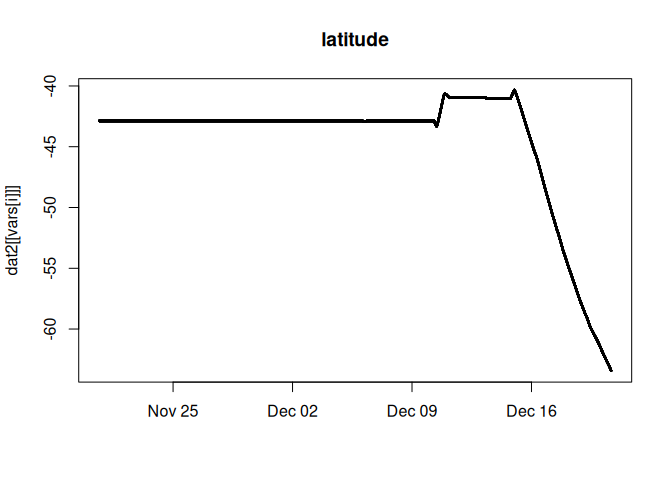 latitude
dat2[[vars[i]]]
-40
-45
-50
-55
-60
Nov 25
Dec 02
Dec 09
Dec 16